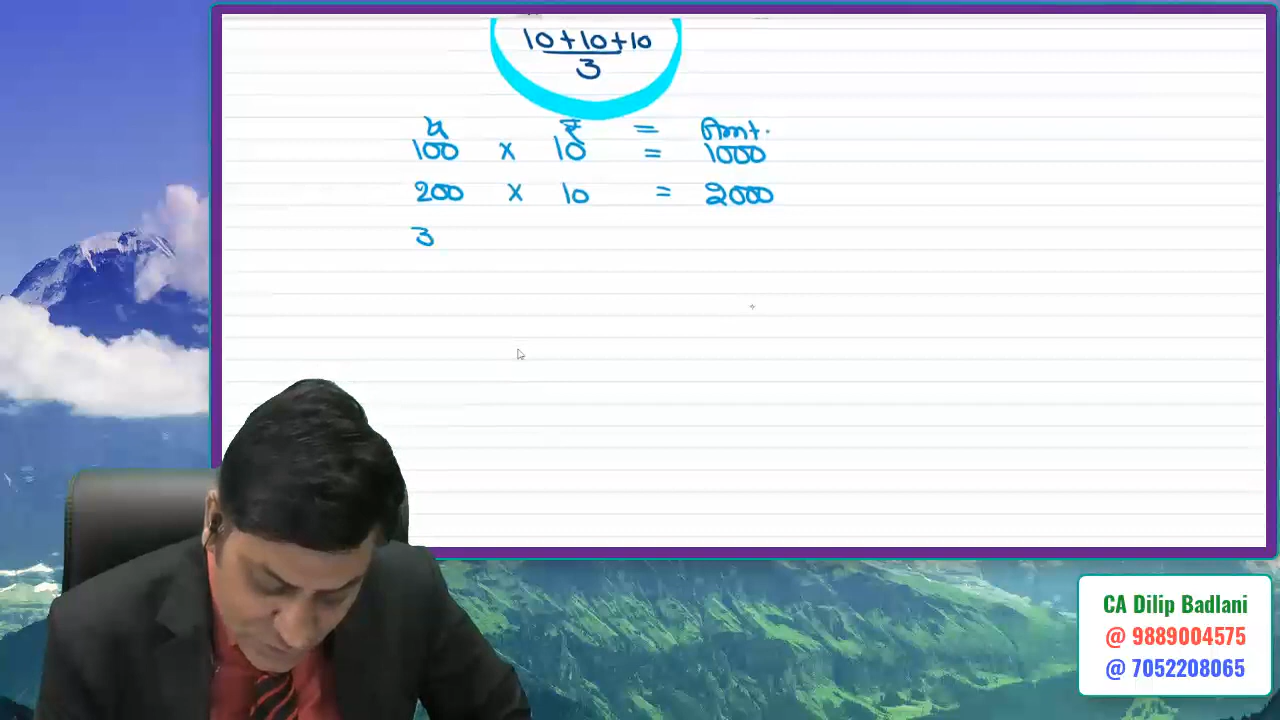 10 + 10 + 10
3
₹ = Amt.
100 × 10 = 1000
200 × 10 = 2000
3
CA Dilip Badlani
@ 9889004575
@ 7052208065